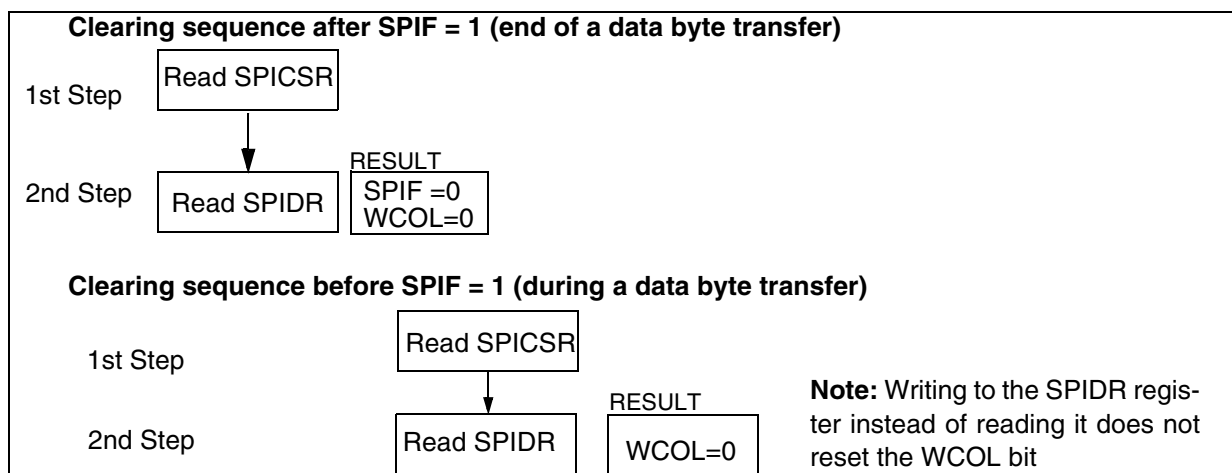 Clearing sequence after SPIF = 1 (end of a data byte transfer)
1st Step
Read SPICSR
2nd Step
Read SPIDR
RESULT
SPIF =0
WCOL=0
Clearing sequence before SPIF = 1 (during a data byte transfer)
1st Step
Read SPICSR
2nd Step
Read SPIDR
RESULT
WCOL=0
Note: Writing to the SPIDR regis-
ter instead of reading it does not
reset the WCOL bit